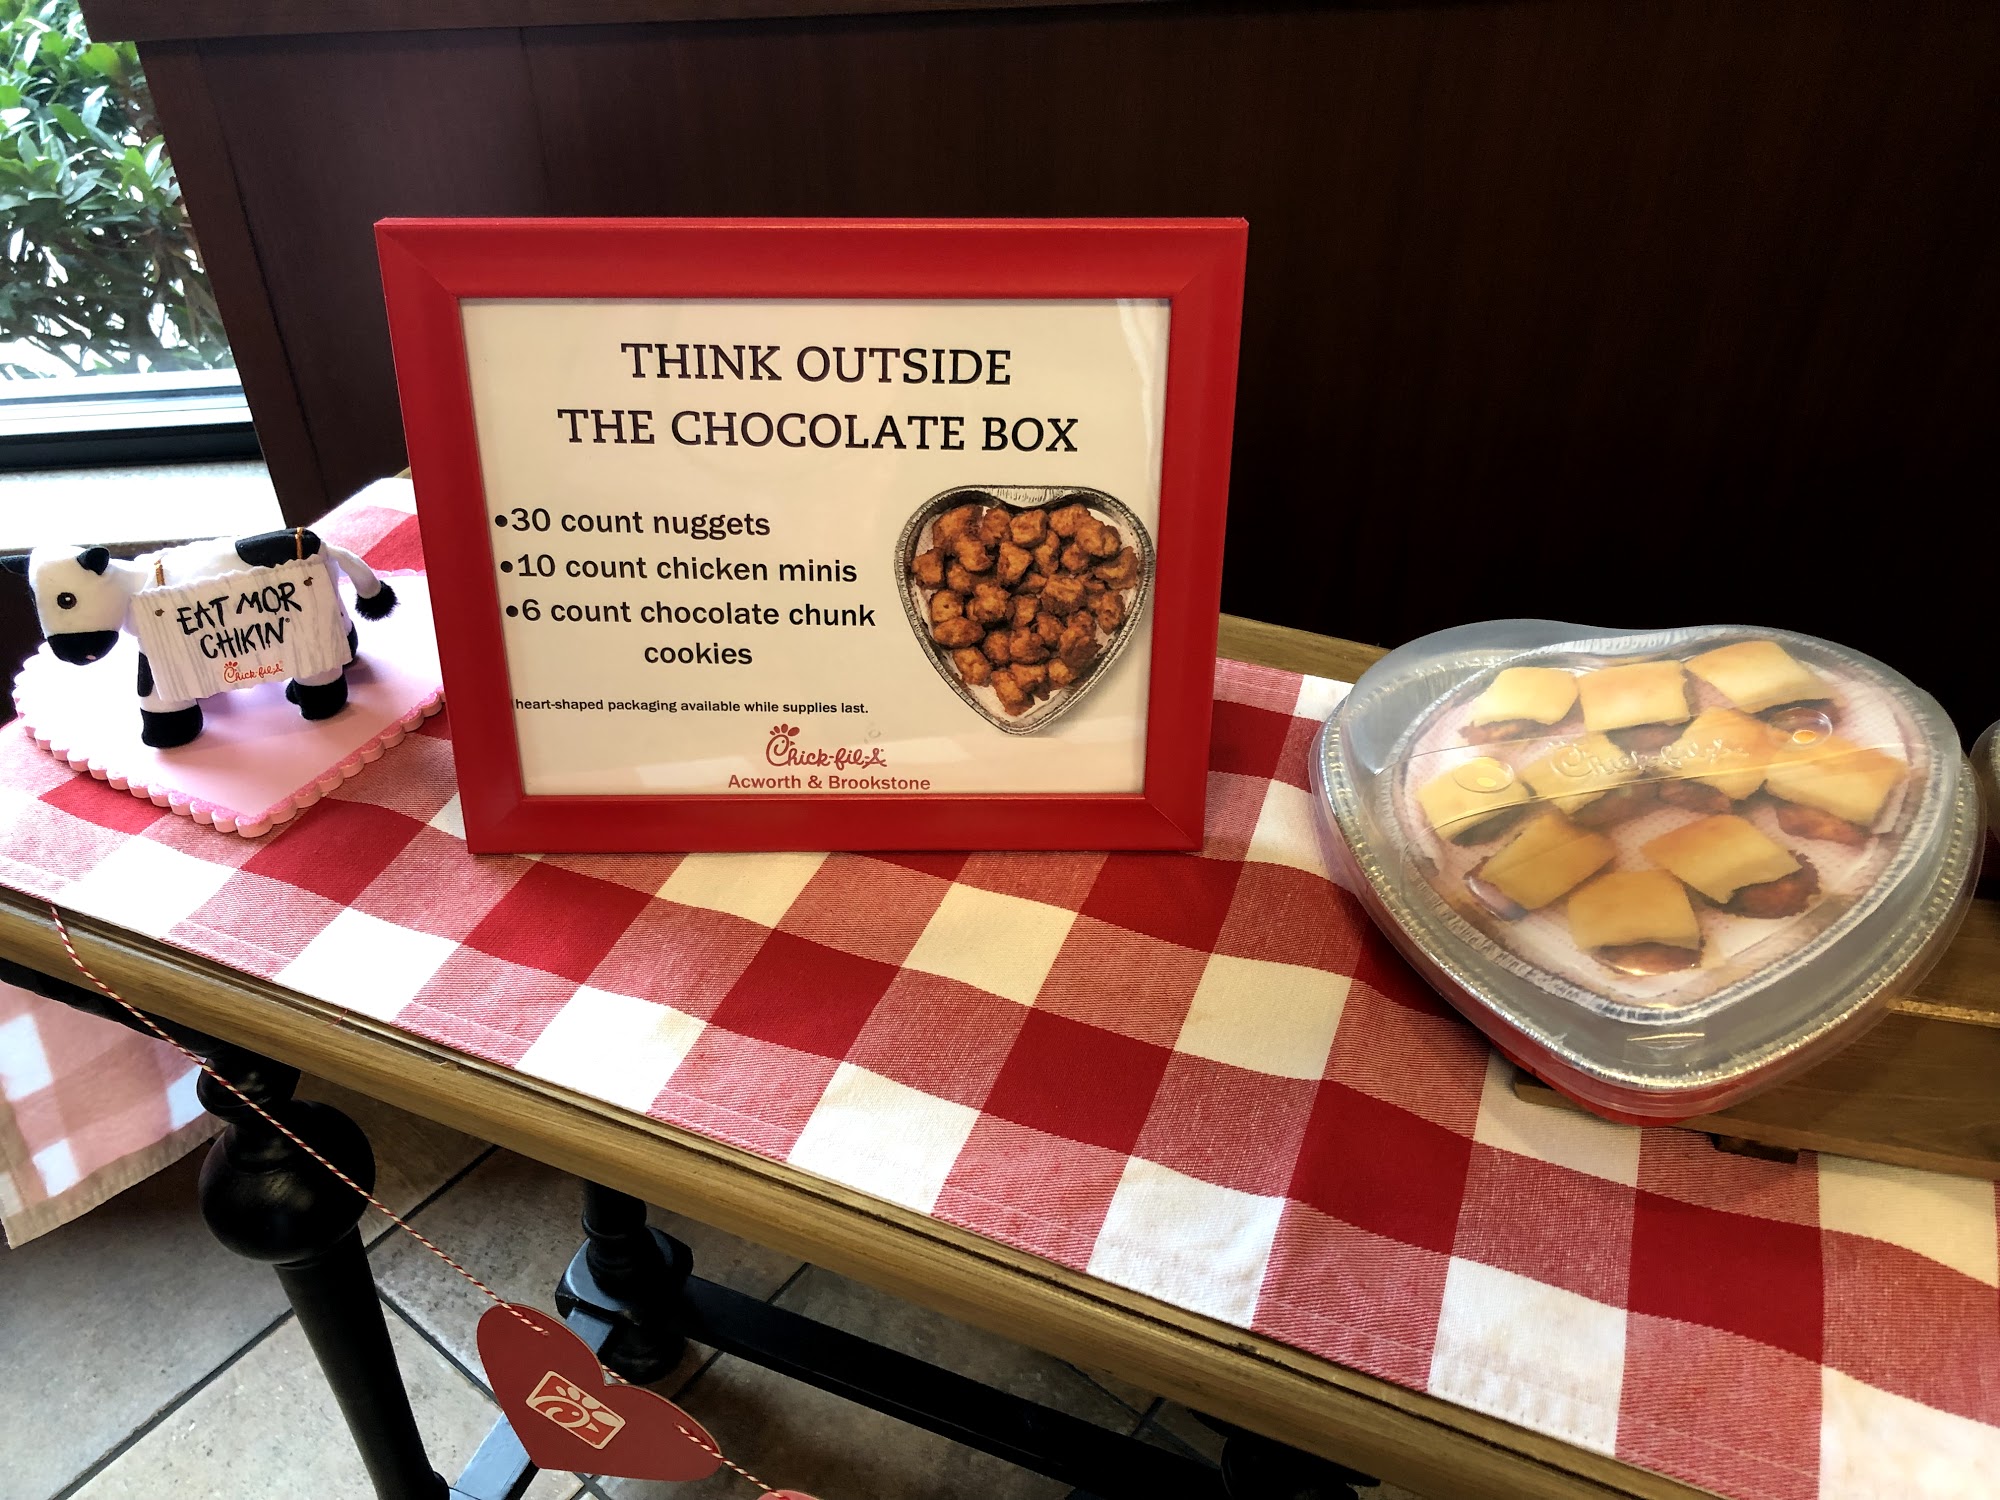 THINK OUTSIDE
THE CHOCOLATE BOX
•30 count nuggets
•10 count chicken minis
•6 count chocolate chunk
cookies
heart-shaped packaging available while supplies last.
Chick-fil-A
Acworth & Brookstone
EAT MOR
CHIKIN®
Chick-fil-A
Chick-fil-A